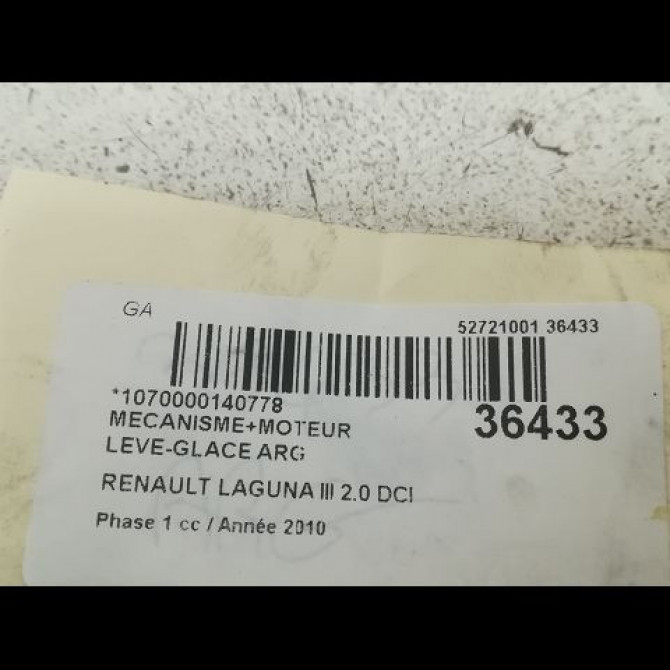 GA
52721001 36433
*1070000140778
36433
MECANISME+MOTEUR
LEVE-GLACE ARG
RENAULT LAGUNA III 2.0 DCI
Phase 1 cc / Année 2010